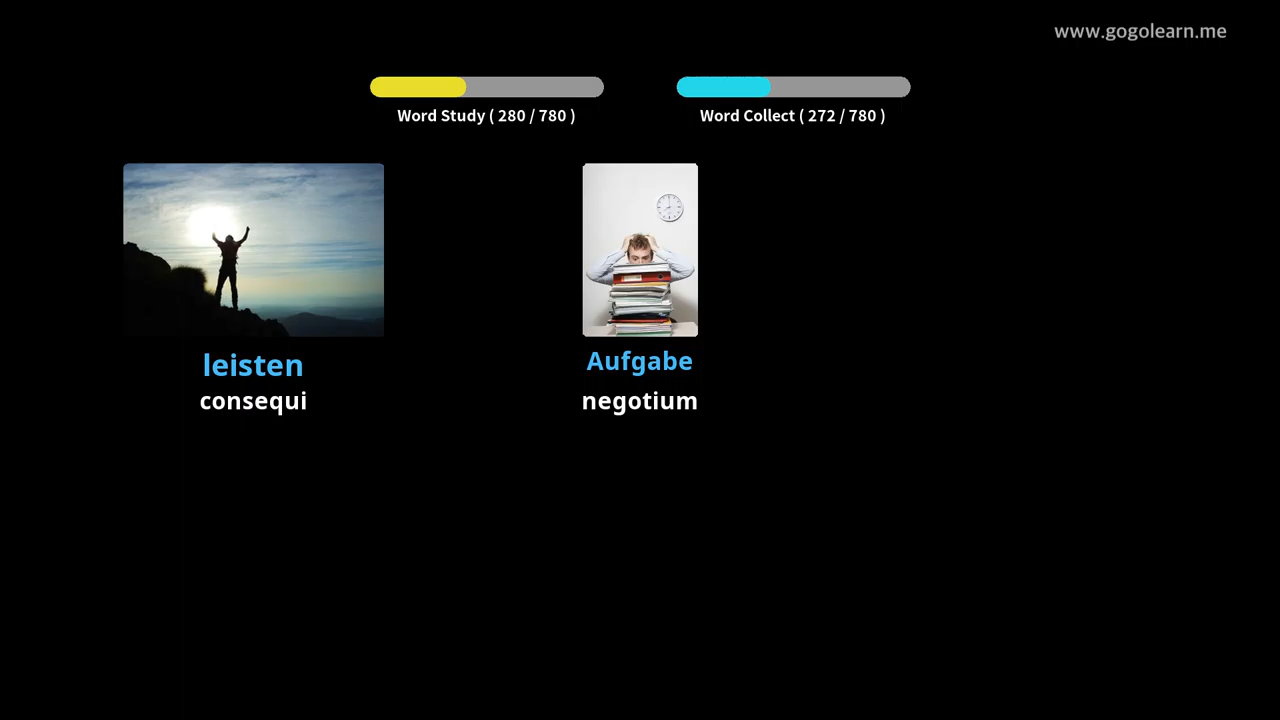 www.gogolearn.me
Word Study ( 280 / 780 )
Word Collect ( 272 / 780 )
leisten
consequi
Aufgabe
negotium